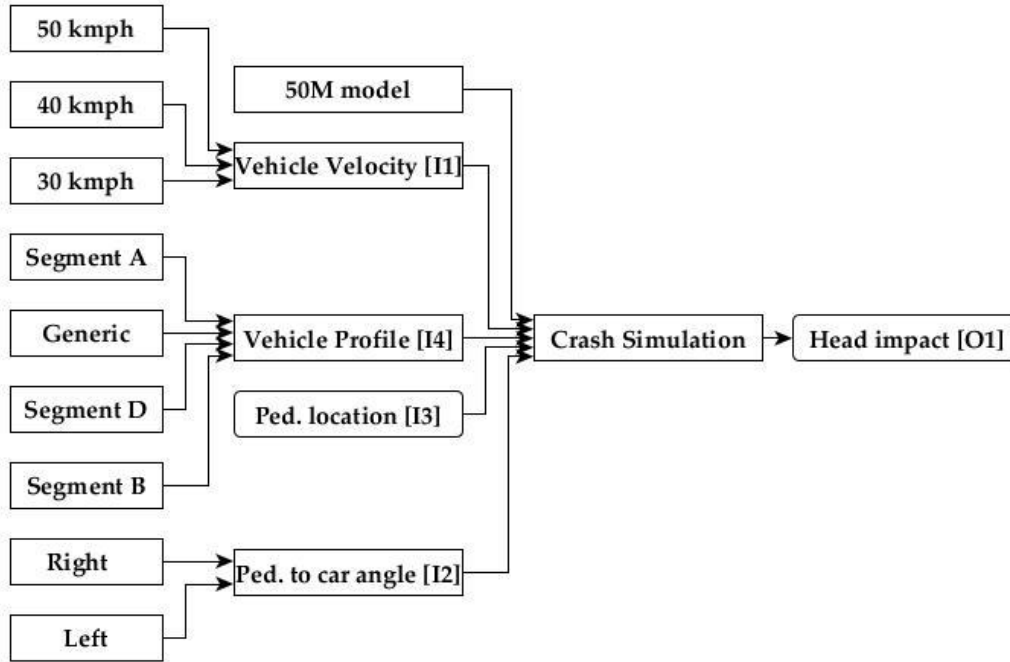 50 kmph
40 kmph
30 kmph
Segment A
Generic
Segment D
Segment B
Right
Left
50M model
Vehicle Velocity [I1]
Vehicle Profile [I4]
Ped. location [I3]
Ped. to car angle [I2]
Crash Simulation
Head impact [O1]